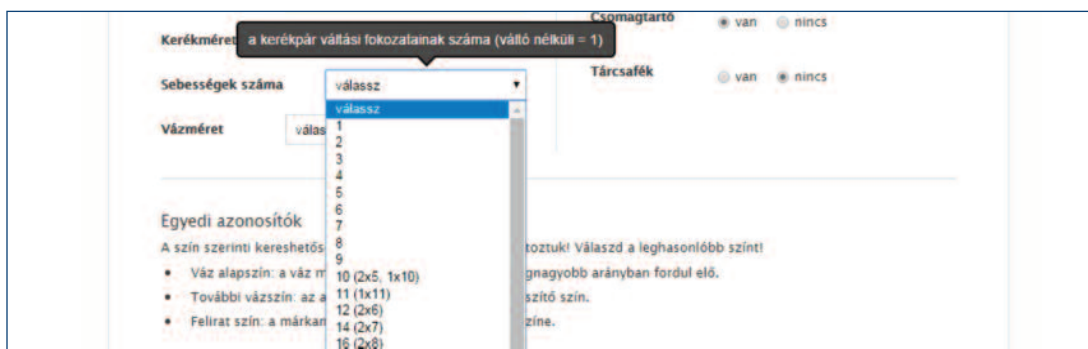 Csomagtartó
van
nincs
Kerékméret
a kerékpár váltási fokozatainak száma (váltó nélküli = 1)
Sebességek száma
válassz
Tárcsafék
van
nincs
válassz
Vázméret
válas
1
2
3
4
5
6
7
8
9
10 (2x5, 1x10)
11 (1x11)
12 (2x6)
14 (2x7)
16 (2x8)
Egyedi azonosítók
A szín szerinti kereshetős oztuk! Válaszd a leghasonlóbb színt!
• Váz alapszín: a váz m gnagyobb arányban fordul elő.
• További vázszín: az a szítő szín.
• Felirat szín: a márkan zíne.